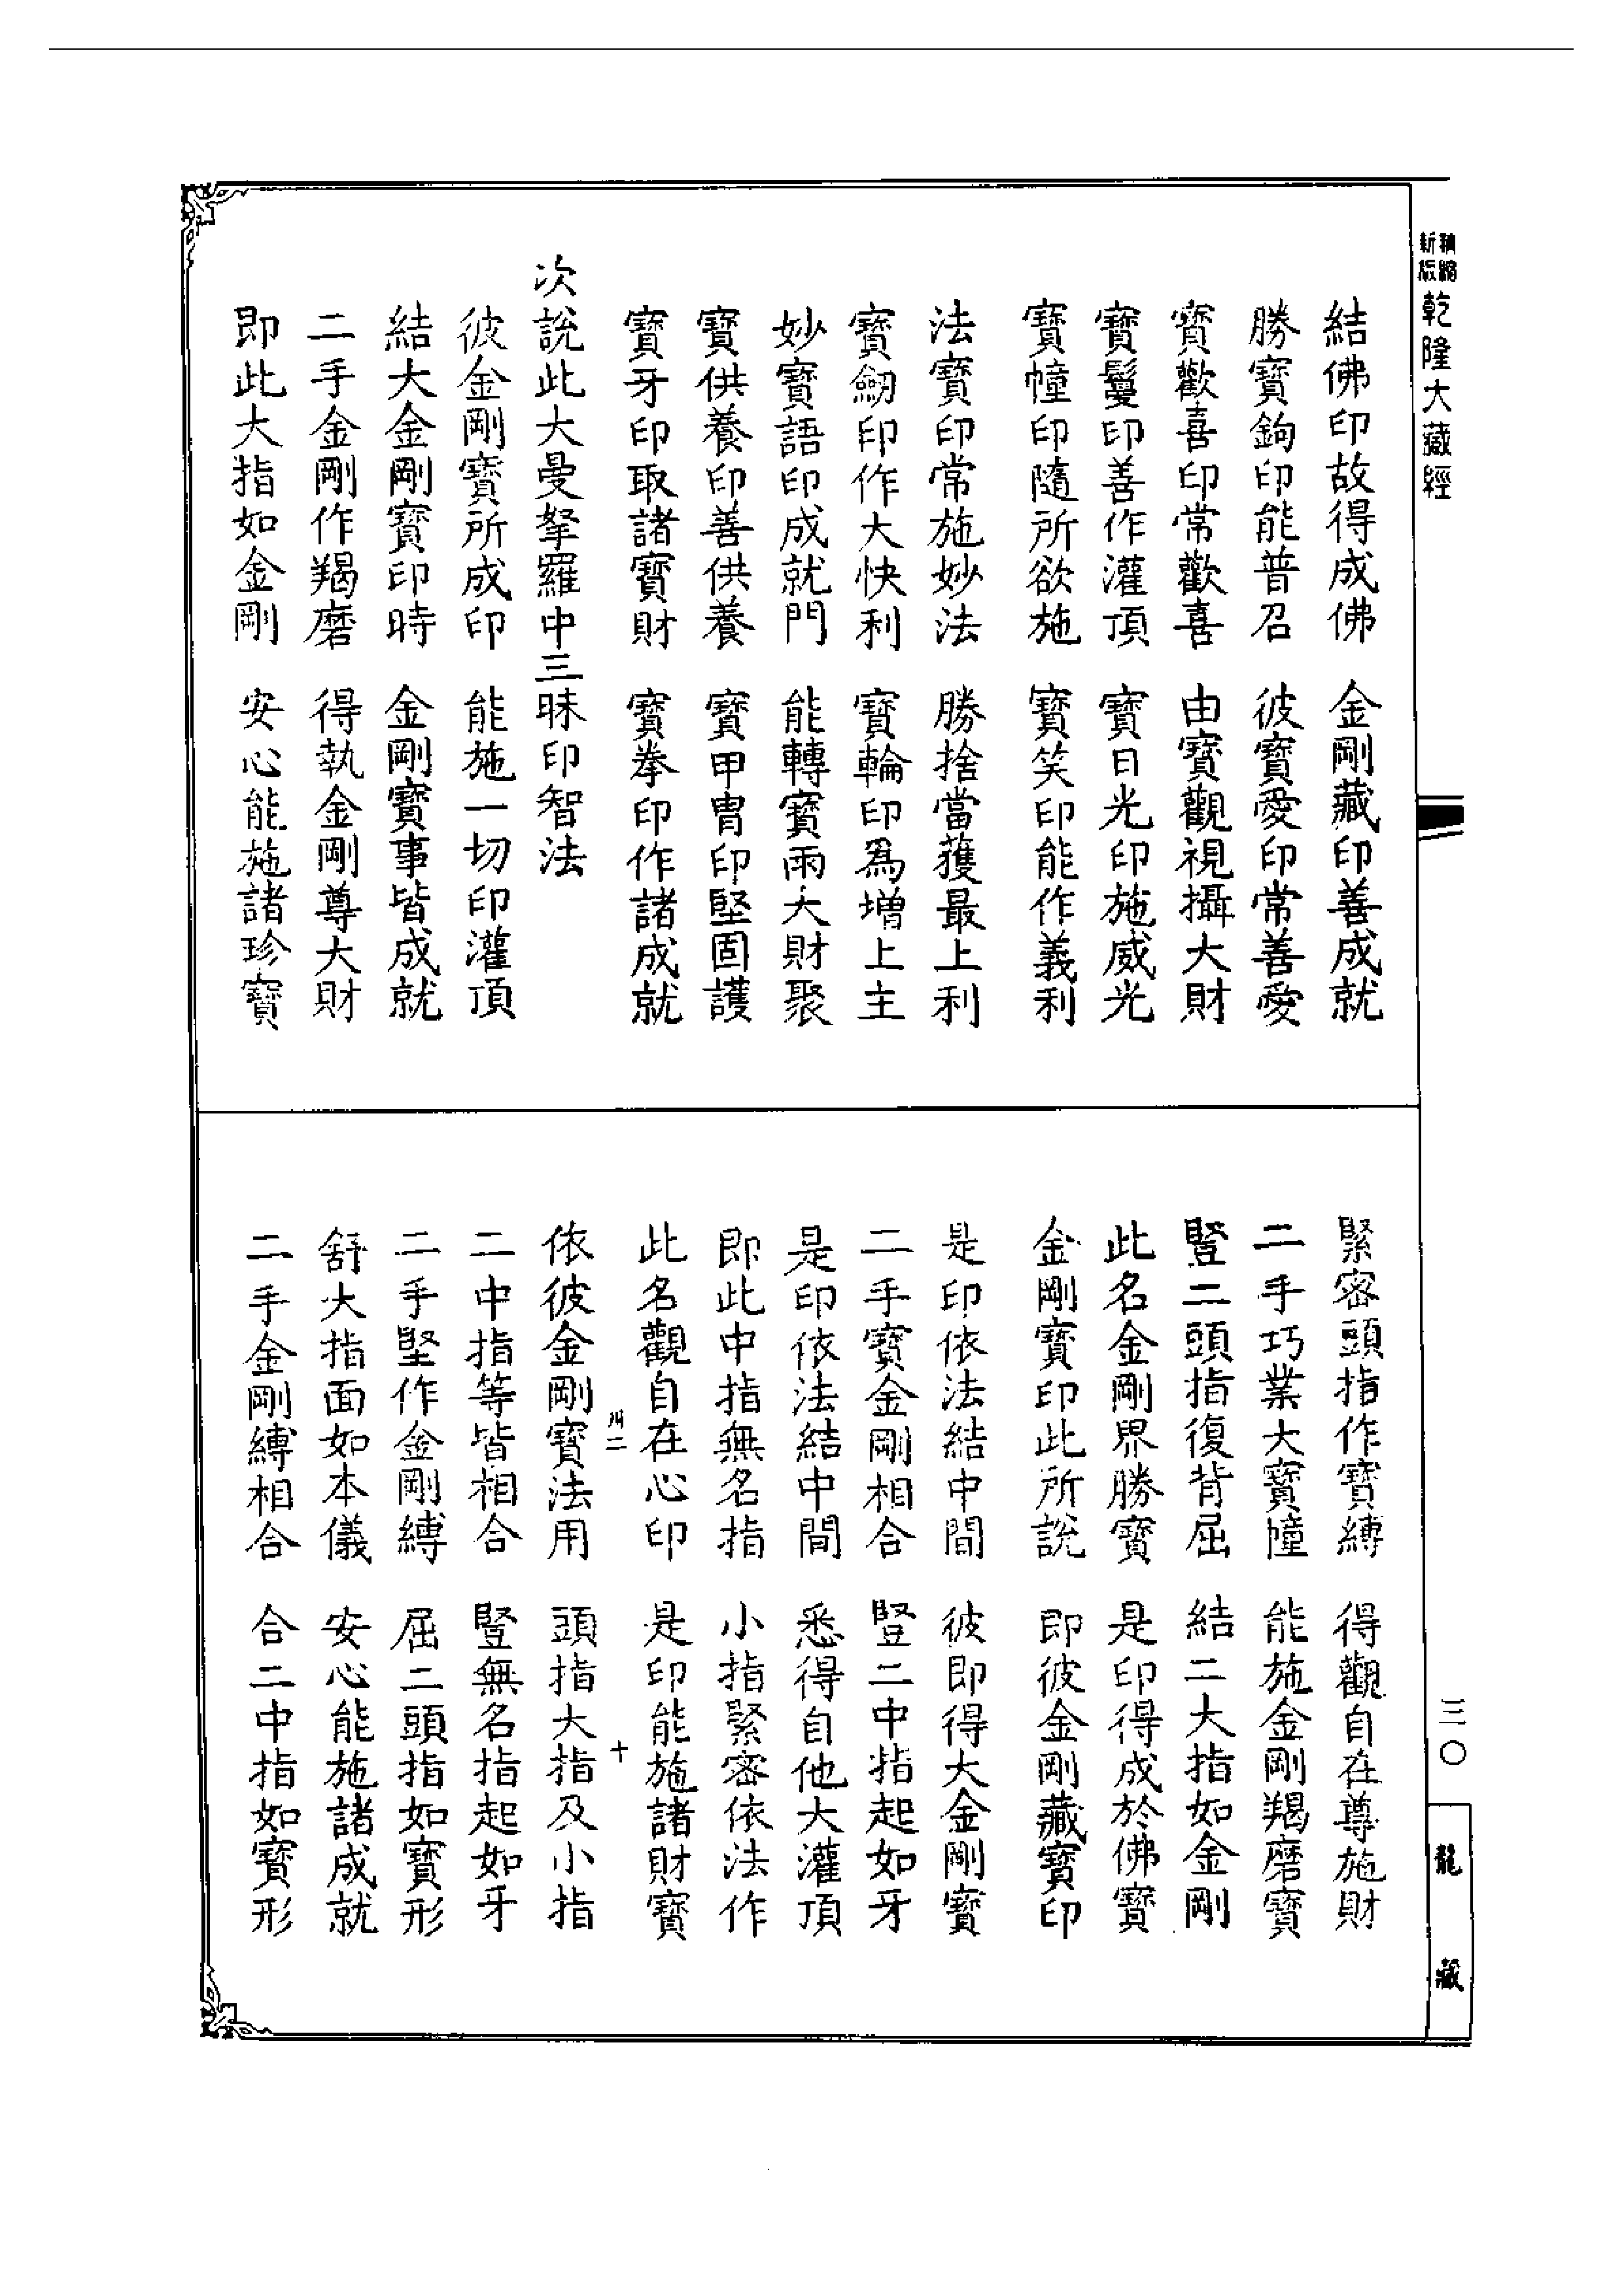 精縮
新版
乾隆大藏經
結佛印故得成佛　金剛藏印善成就
勝寶鉤印能普召　彼寶愛印常善愛
寶歡喜印常歡喜　由寶觀視攝大財
寶鬘印善作灌頂　寶日光印施威光
寶幢印隨所欲施　寶笑印能作義利
法寶印常施妙法　勝捨當獲最上利
寶劒印作大快利　寶輪印爲增上主
妙寶語印成就門　能轉寶雨大財聚
寶供養印善供養　寶甲冑印堅固護
寶牙印取諸寶財　寶拳印作諸成就
次說此大曼拏羅中三昧印智法
彼金剛寶所成印　能施一切印灌頂
結大金剛寶印時　金剛寶事皆成就
二手金剛作羯磨　得執金剛尊大財
即此大指如金剛　安心能施諸珍寶
緊密頭指作寶縛　得觀自在尊施財
二手巧業大寶幢　能施金剛羯磨寶
豎二頭指復背屈　結二大指如金剛
此名金剛界勝寶　是印得成於佛寶
金剛寶印此所說　即彼金剛藏寶印
是印依法結中間　彼即得大金剛寶
二手寶金剛相合　豎二中指起如牙
是印依法結中間　悉得自他大灌頂
即此中指無名指　小指緊密依法作
此名觀自在心印　是印能施諸財寶
川二　十
依彼金剛寶法用　頭指大指及小指
二中指等皆相合　豎無名指起如牙
二手堅作金剛縛　屈二頭指如寶形
舒大指面如本儀　安心能施諸成就
二手金剛縛相合　合二中指如寶形
三〇
龍藏